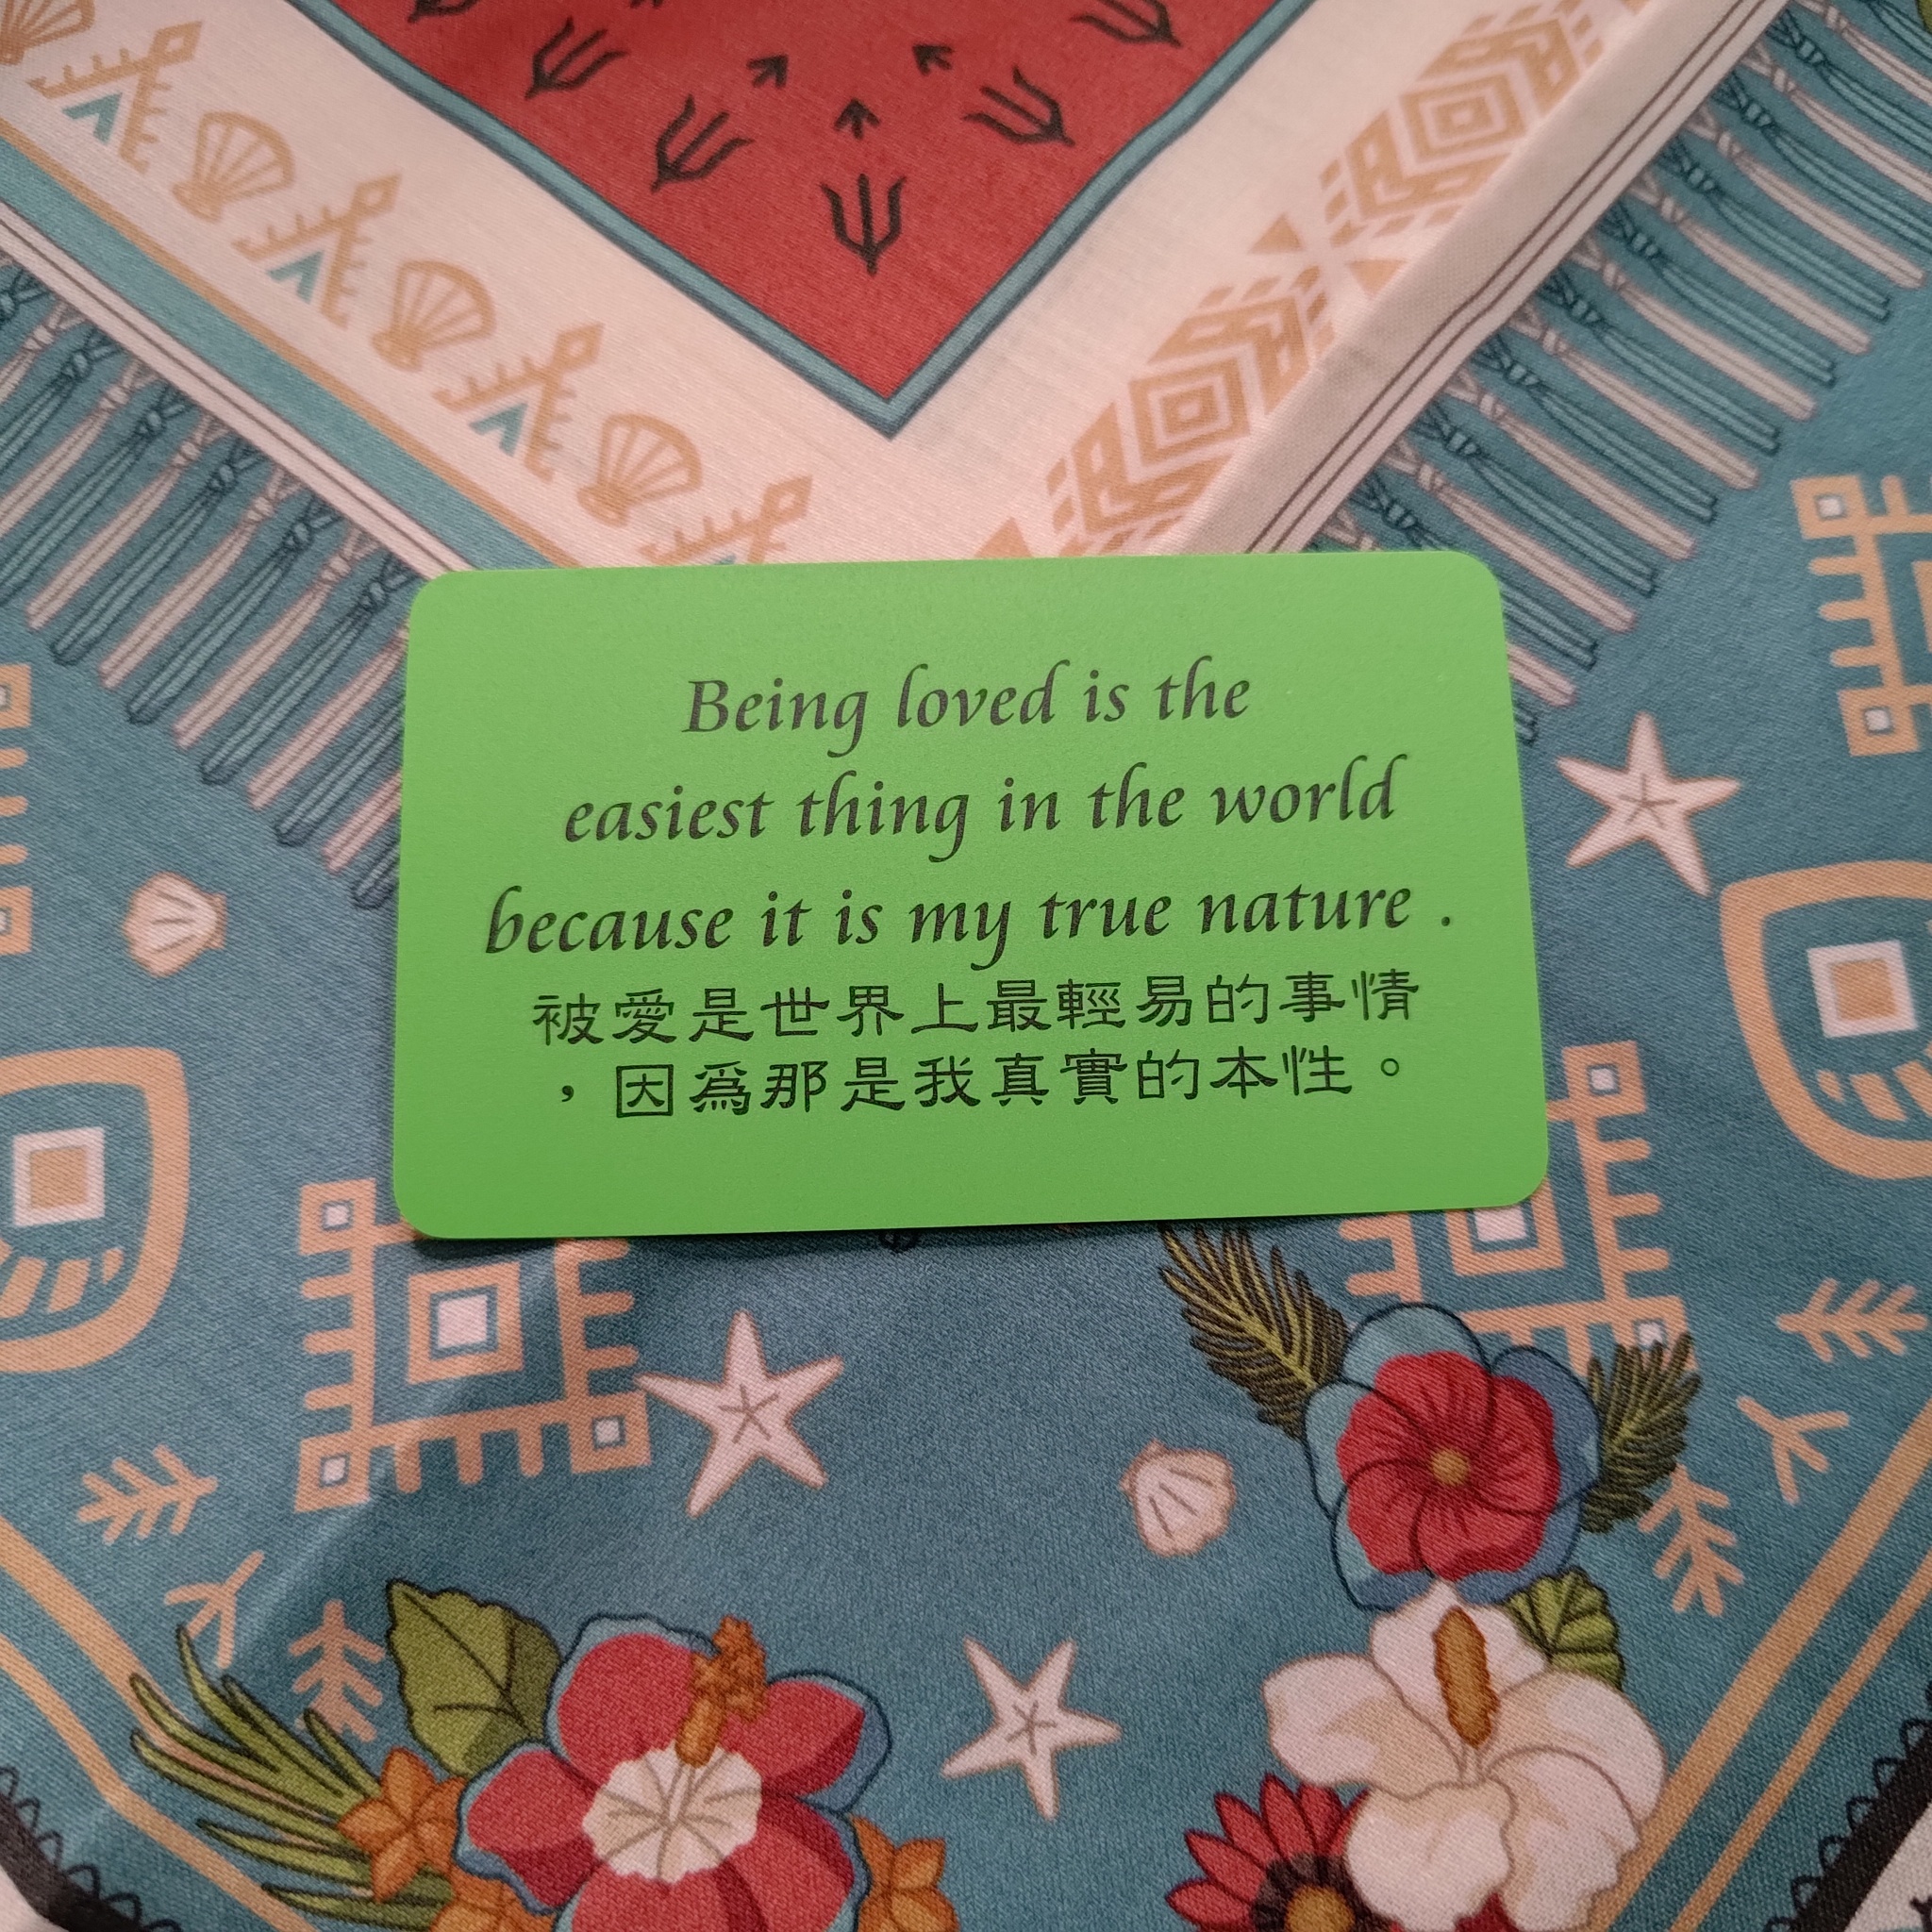 Being loved is the
easiest thing in the world
because it is my true nature .
被愛是世界上最輕易的事情
，因爲那是我真實的本性。